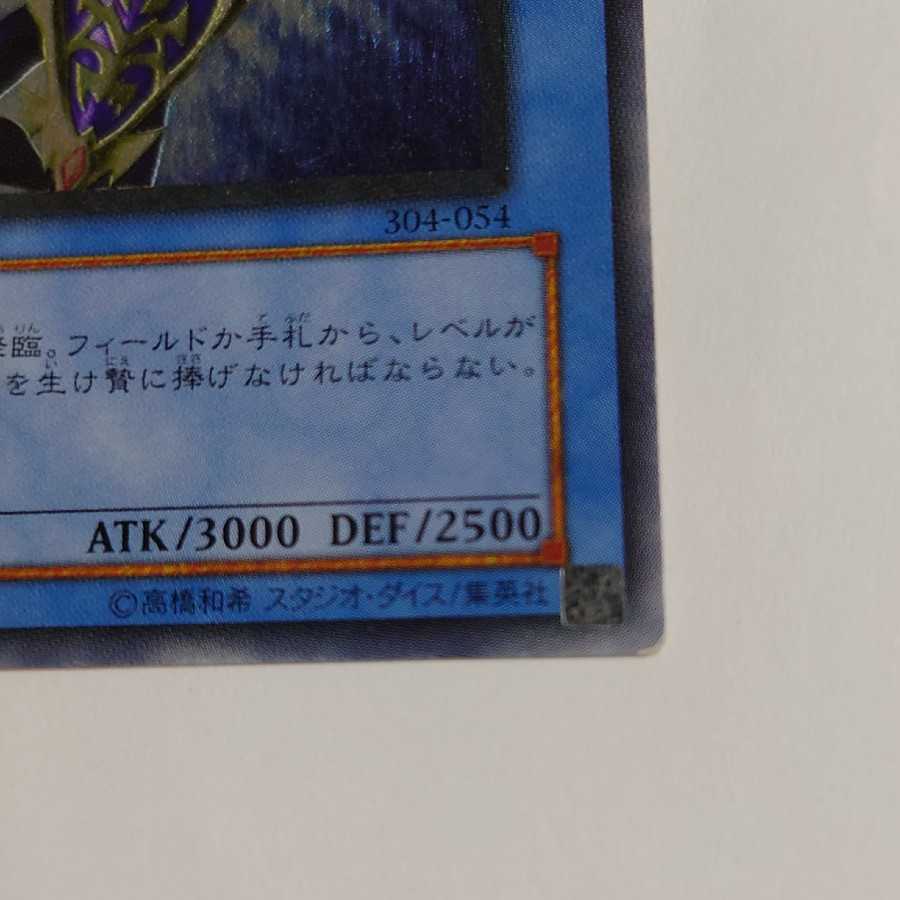 304-054
降臨。フィールドか手札から、レベルが
を生け贄に捧げなければならない。
ATK/3000 DEF/2500
©高橋和希 スタジオ・ダイス/集英社